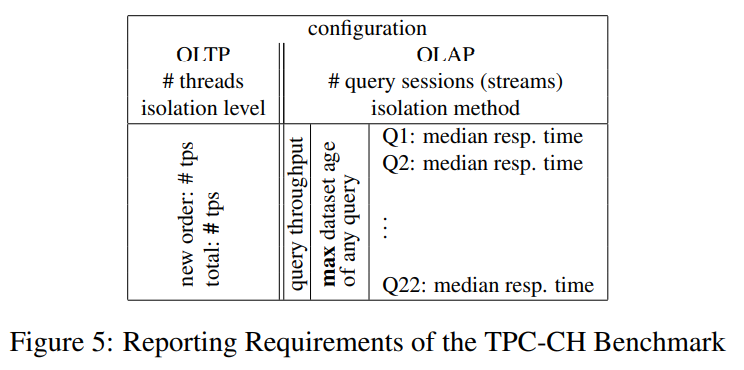 configuration
OLTP
OLAP
# threads
# query sessions (streams)
isolation level
isolation method
new order: # tps
total: # tps
query throughput
max dataset age
of any query
Q1: median resp. time
Q2: median resp. time
⋮
Q22: median resp. time
Figure 5: Reporting Requirements of the TPC-CH Benchmark